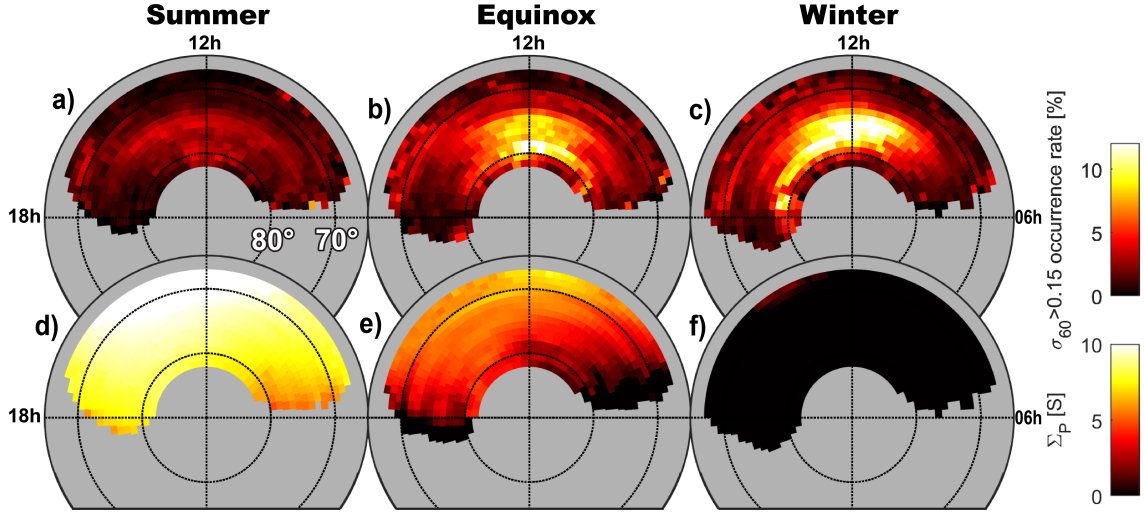 Summer Equinox Winter
12h 12h 12h
a) b) c)
σ60>0.15 occurrence rate [%]
10
5
0
18h 06h
80° 70°
d) e) f)
ΣP [S]
10
5
0
18h 06h